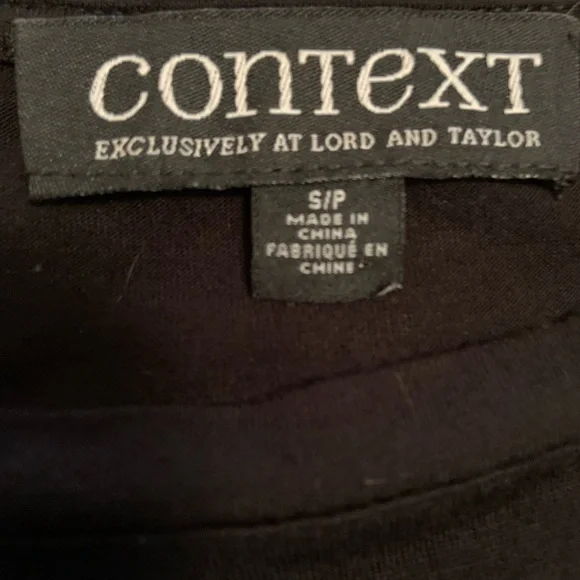 conTexT
EXCLUSIVELY AT LORD AND TAYLOR
S/P
MADE IN
CHINA
FABRIQUÉ EN
CHINE